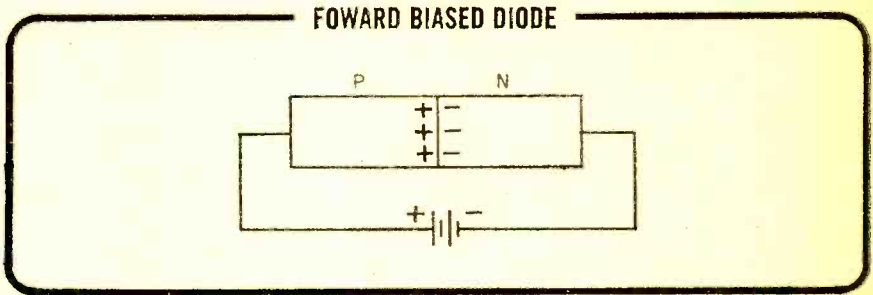 FOWARD BIASED DIODE
P N
+ −
+ −
+ −
+ −